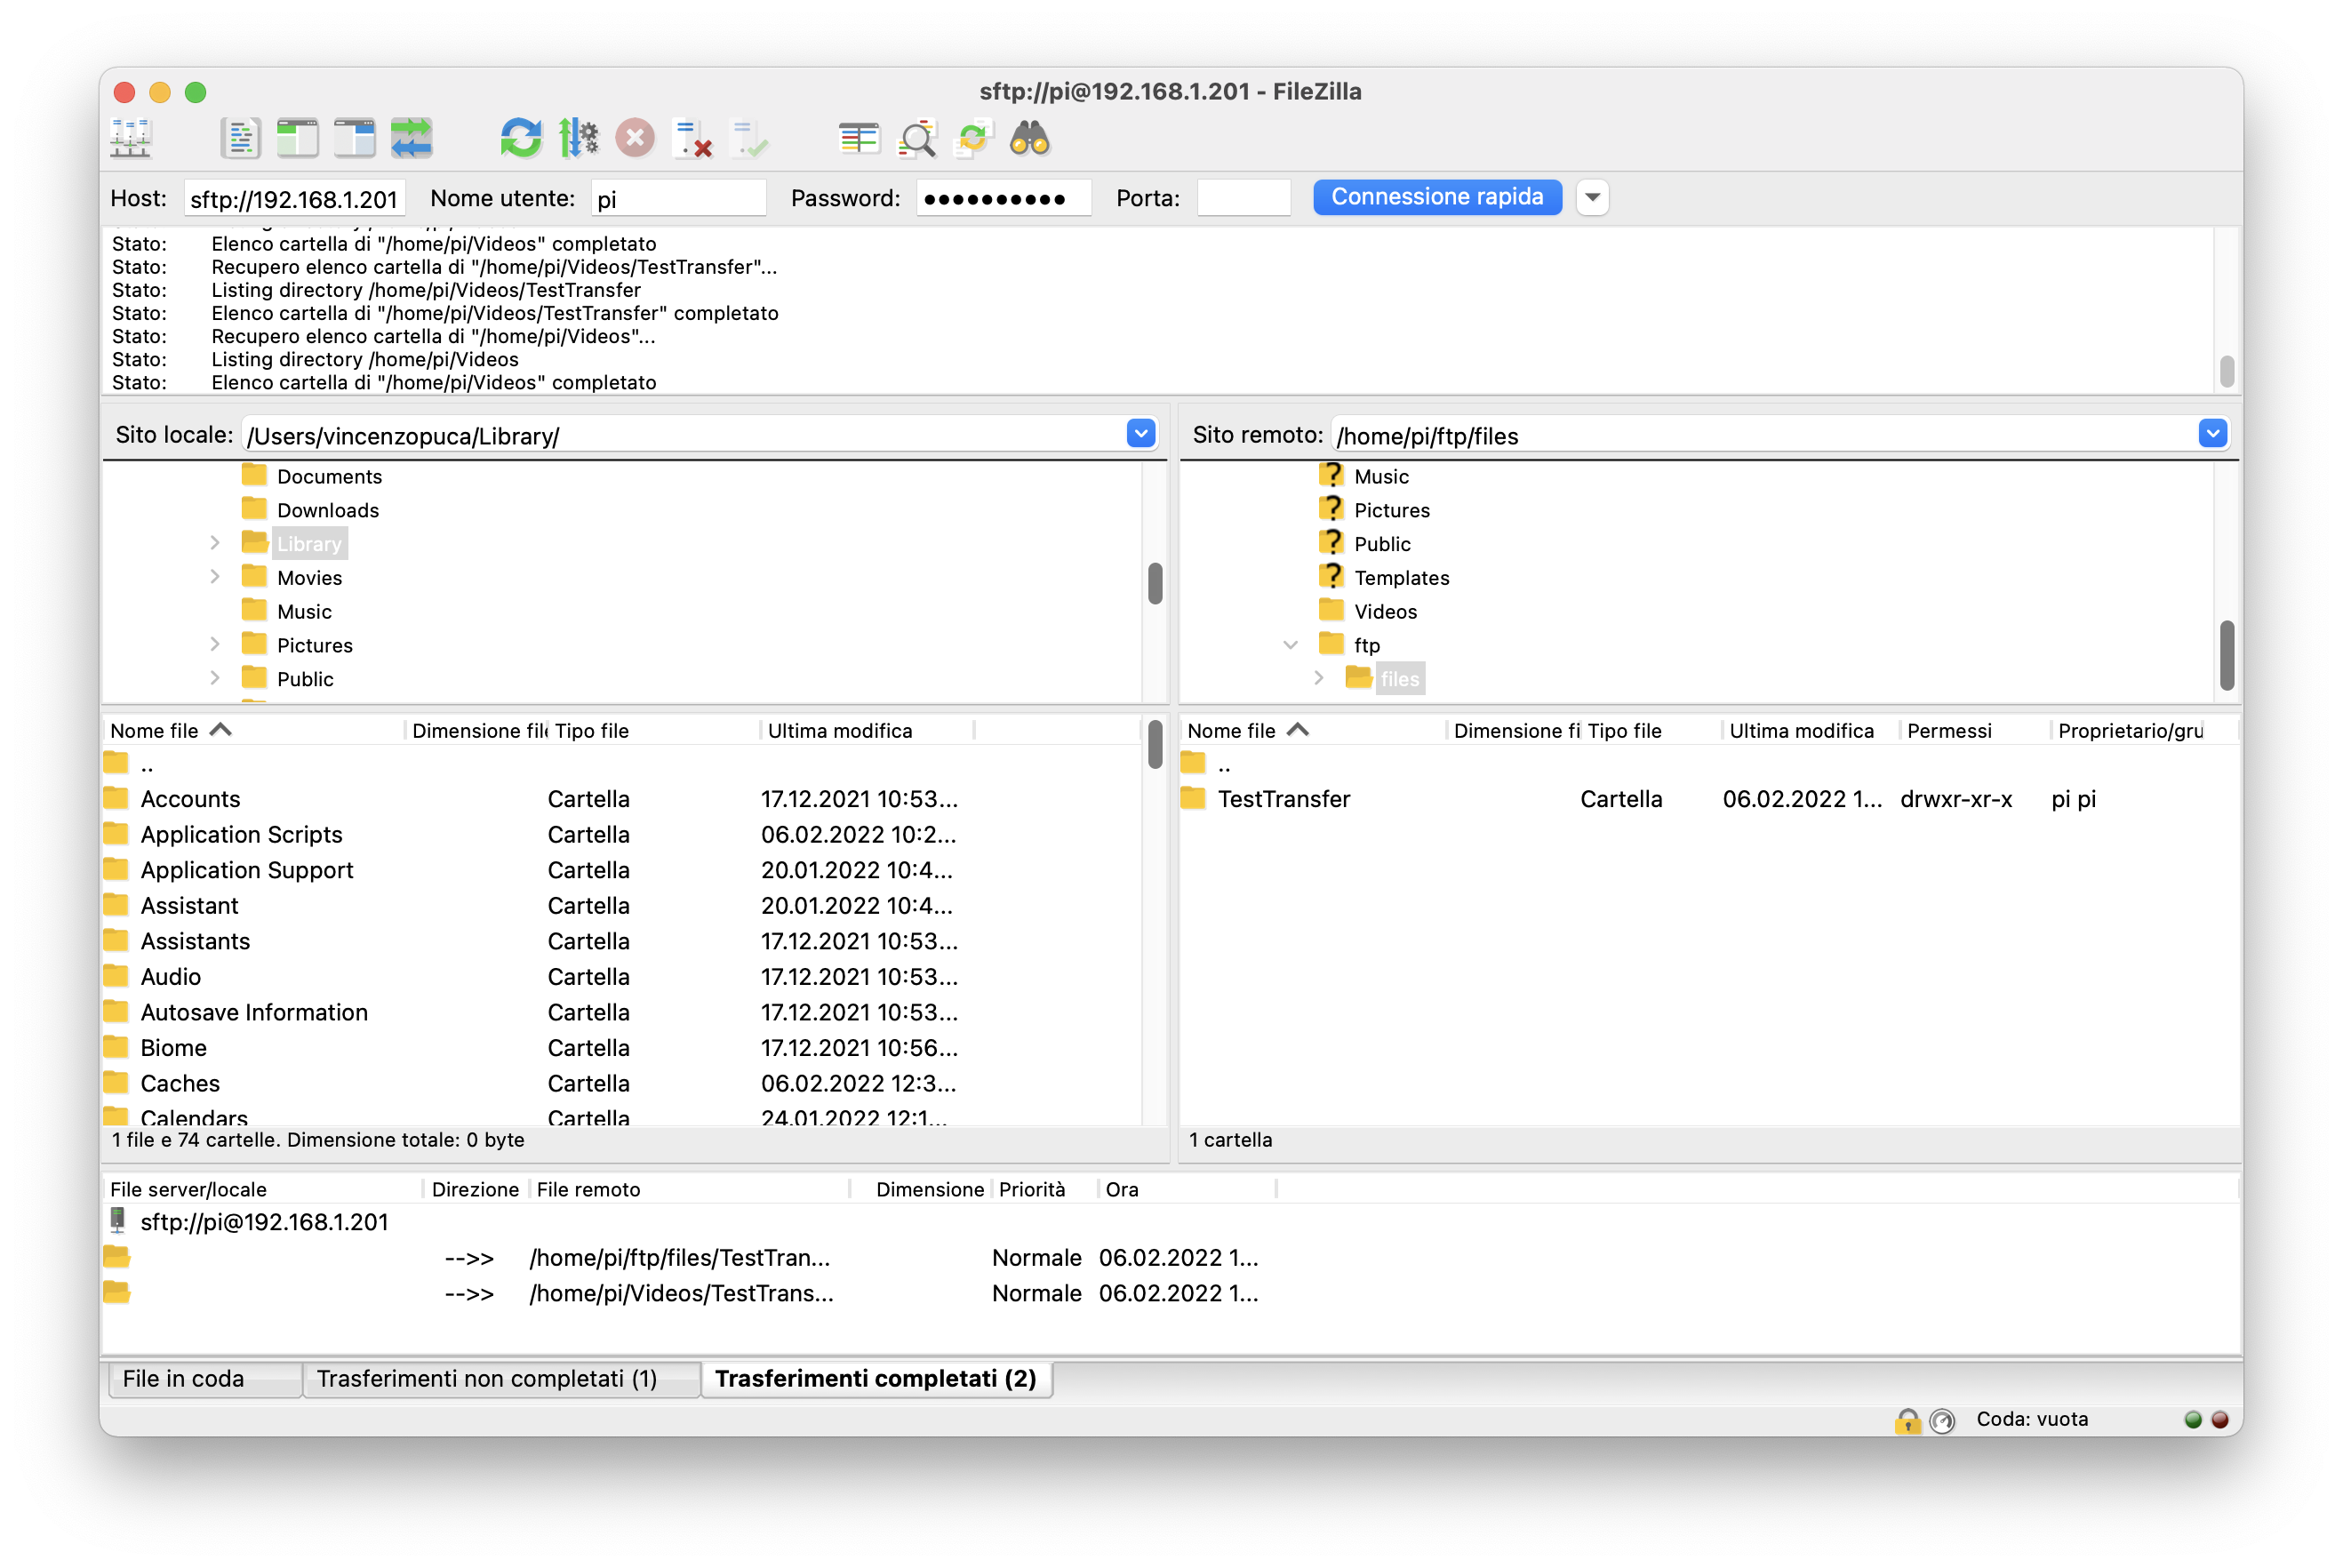 sftp://pi@192.168.1.201 - FileZilla
Host: sftp://192.168.1.201 Nome utente: pi Password: ●●●●●●●●●● Porta: Connessione rapida
Stato: Elenco cartella di "/home/pi/Videos" completato
Stato: Recupero elenco cartella di "/home/pi/Videos/TestTransfer"...
Stato: Listing directory /home/pi/Videos/TestTransfer
Stato: Elenco cartella di "/home/pi/Videos/TestTransfer" completato
Stato: Recupero elenco cartella di "/home/pi/Videos"...
Stato: Listing directory /home/pi/Videos
Stato: Elenco cartella di "/home/pi/Videos" completato
Sito locale: /Users/vincenzopuca/Library/
Documents
Downloads
Library
Movies
Music
Pictures
Public
Sito remoto: /home/pi/ftp/files
? Music
? Pictures
? Public
? Templates
Videos
ftp
files
Nome file Dimensione file Tipo file Ultima modifica
..
Accounts Cartella 17.12.2021 10:53...
Application Scripts Cartella 06.02.2022 10:2...
Application Support Cartella 20.01.2022 10:4...
Assistant Cartella 20.01.2022 10:4...
Assistants Cartella 17.12.2021 10:53...
Audio Cartella 17.12.2021 10:53...
Autosave Information Cartella 17.12.2021 10:53...
Biome Cartella 17.12.2021 10:56...
Caches Cartella 06.02.2022 12:3...
Calendars Cartella 24.01.2022 12:1...
1 file e 74 cartelle. Dimensione totale: 0 byte
Nome file Dimensione fi Tipo file Ultima modifica Permessi Proprietario/gru
..
TestTransfer Cartella 06.02.2022 1... drwxr-xr-x pi pi
1 cartella
File server/locale Direzione File remoto Dimensione Priorità Ora
sftp://pi@192.168.1.201
-->> /home/pi/ftp/files/TestTran... Normale 06.02.2022 1...
-->> /home/pi/Videos/TestTrans... Normale 06.02.2022 1...
File in coda Trasferimenti non completati (1) Trasferimenti completati (2)
Coda: vuota